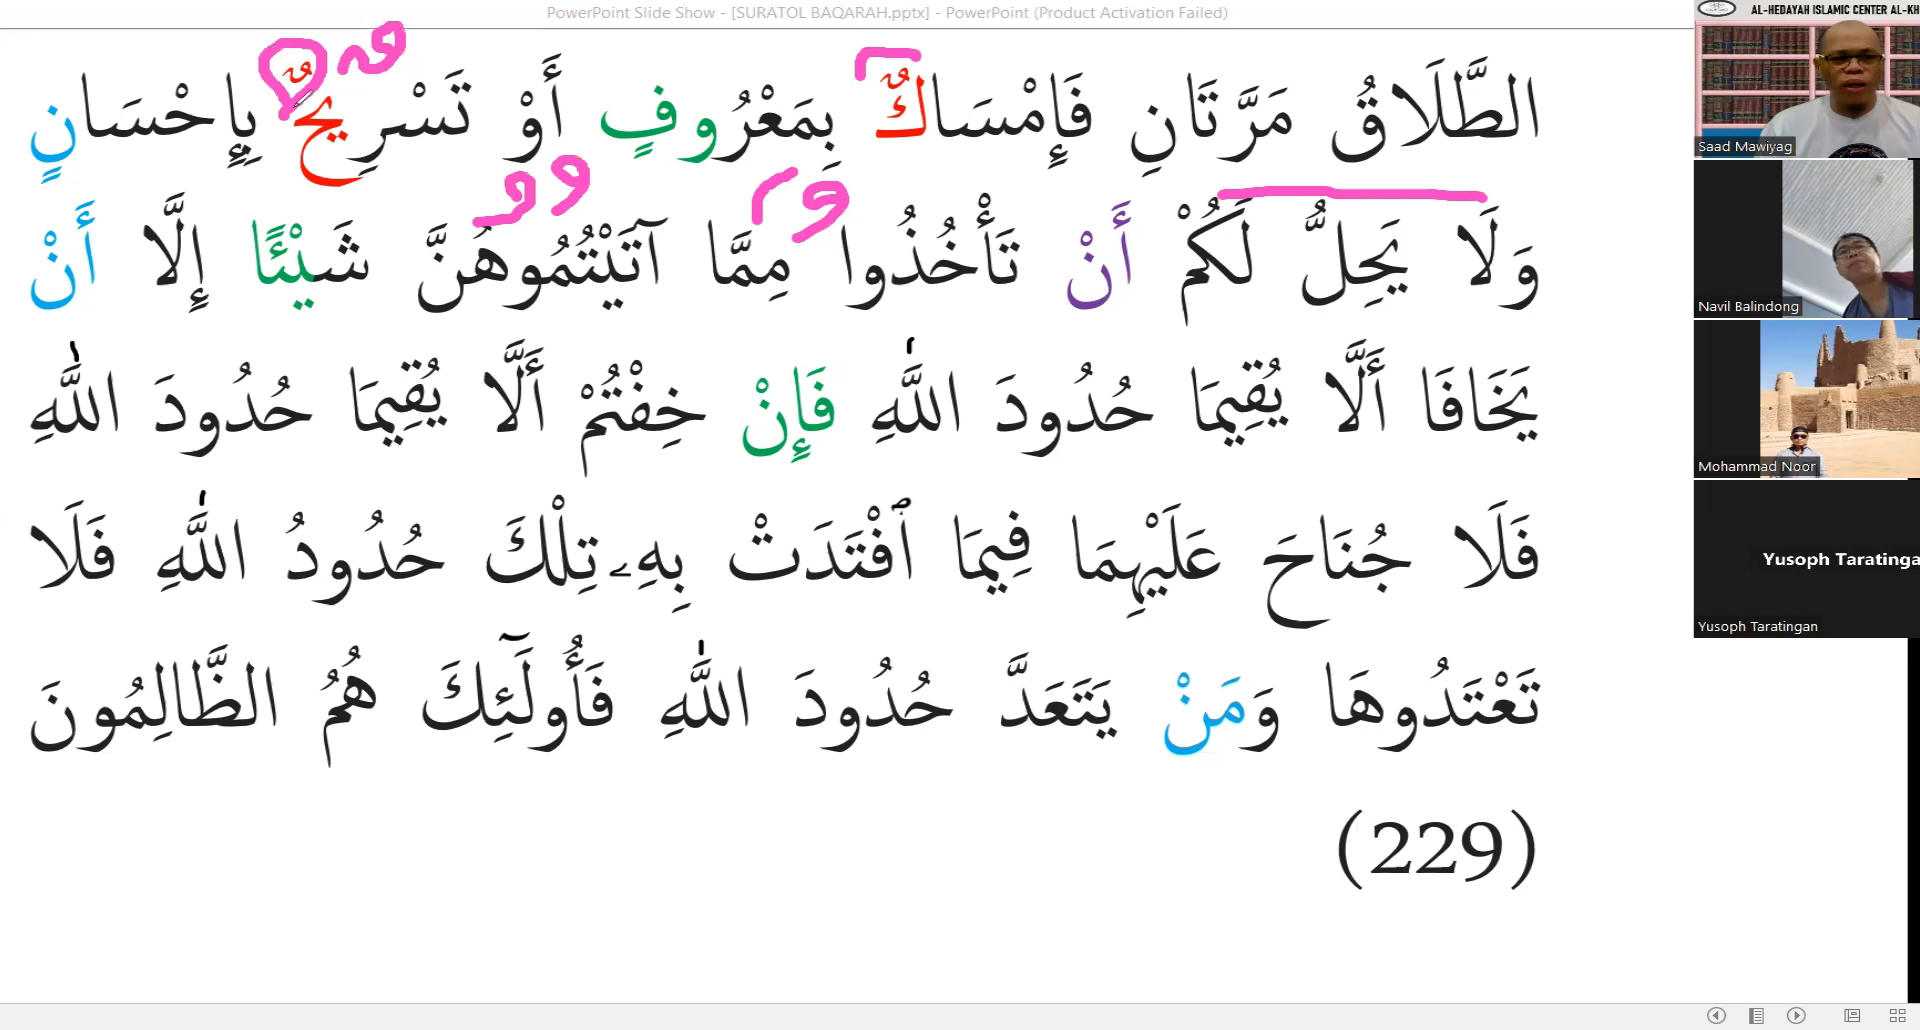 PowerPoint Slide Show - [SURATOL BAQARAH.pptx] - PowerPoint (Product Activation Failed)
AL-HEDAYAH ISLAMIC CENTER AL-KH
الطَّلَاقُ مَرَّتَانِ فَإِمْسَاكٌ بِمَعْرُوفٍ أَوْ تَسْرِيحٌ بِإِحْسَانٍ
وَلَا يَحِلُّ لَكُمْ أَنْ تَأْخُذُوا مِمَّا آتَيْتُمُوهُنَّ شَيْئًا إِلَّا أَنْ
يَخَافَا أَلَّا يُقِيمَا حُدُودَ اللَّهِ فَإِنْ خِفْتُمْ أَلَّا يُقِيمَا حُدُودَ اللَّهِ
فَلَا جُنَاحَ عَلَيْهِمَا فِيمَا ٱفْتَدَتْ بِهِۦ تِلْكَ حُدُودُ اللَّهِ فَلَا
تَعْتَدُوهَا وَمَنْ يَتَعَدَّ حُدُودَ اللَّهِ فَأُولَٓئِكَ هُمُ الظَّالِمُونَ
(229)
Saad Mawiyag
Navil Balindong
Mohammad Noor
Yusoph Taratinga
Yusoph Taratingan